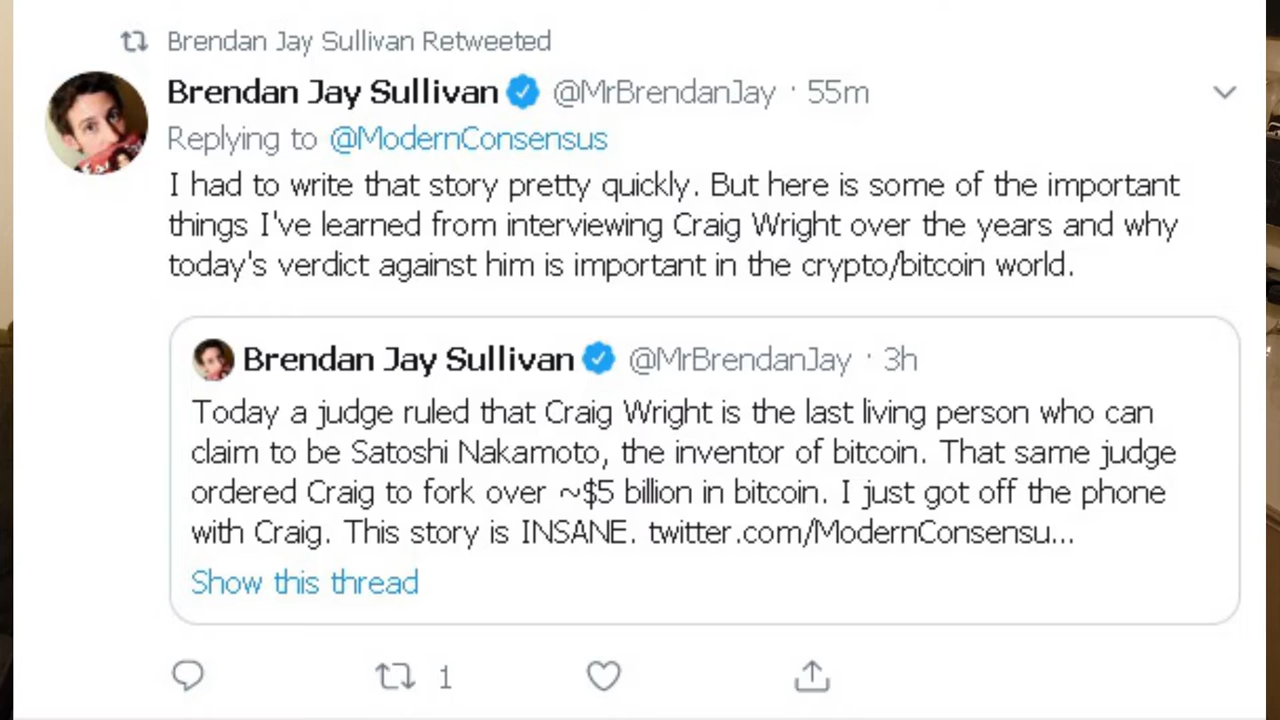 Brendan Jay Sullivan Retweeted
Brendan Jay Sullivan @MrBrendanJay · 55m
Replying to @ModernConsensus
I had to write that story pretty quickly. But here is some of the important
things I've learned from interviewing Craig Wright over the years and why
today's verdict against him is important in the crypto/bitcoin world.
Brendan Jay Sullivan @MrBrendanJay · 3h
Today a judge ruled that Craig Wright is the last living person who can
claim to be Satoshi Nakamoto, the inventor of bitcoin. That same judge
ordered Craig to fork over ~$5 billion in bitcoin. I just got off the phone
with Craig. This story is INSANE. twitter.com/ModernConsensu...
Show this thread
1